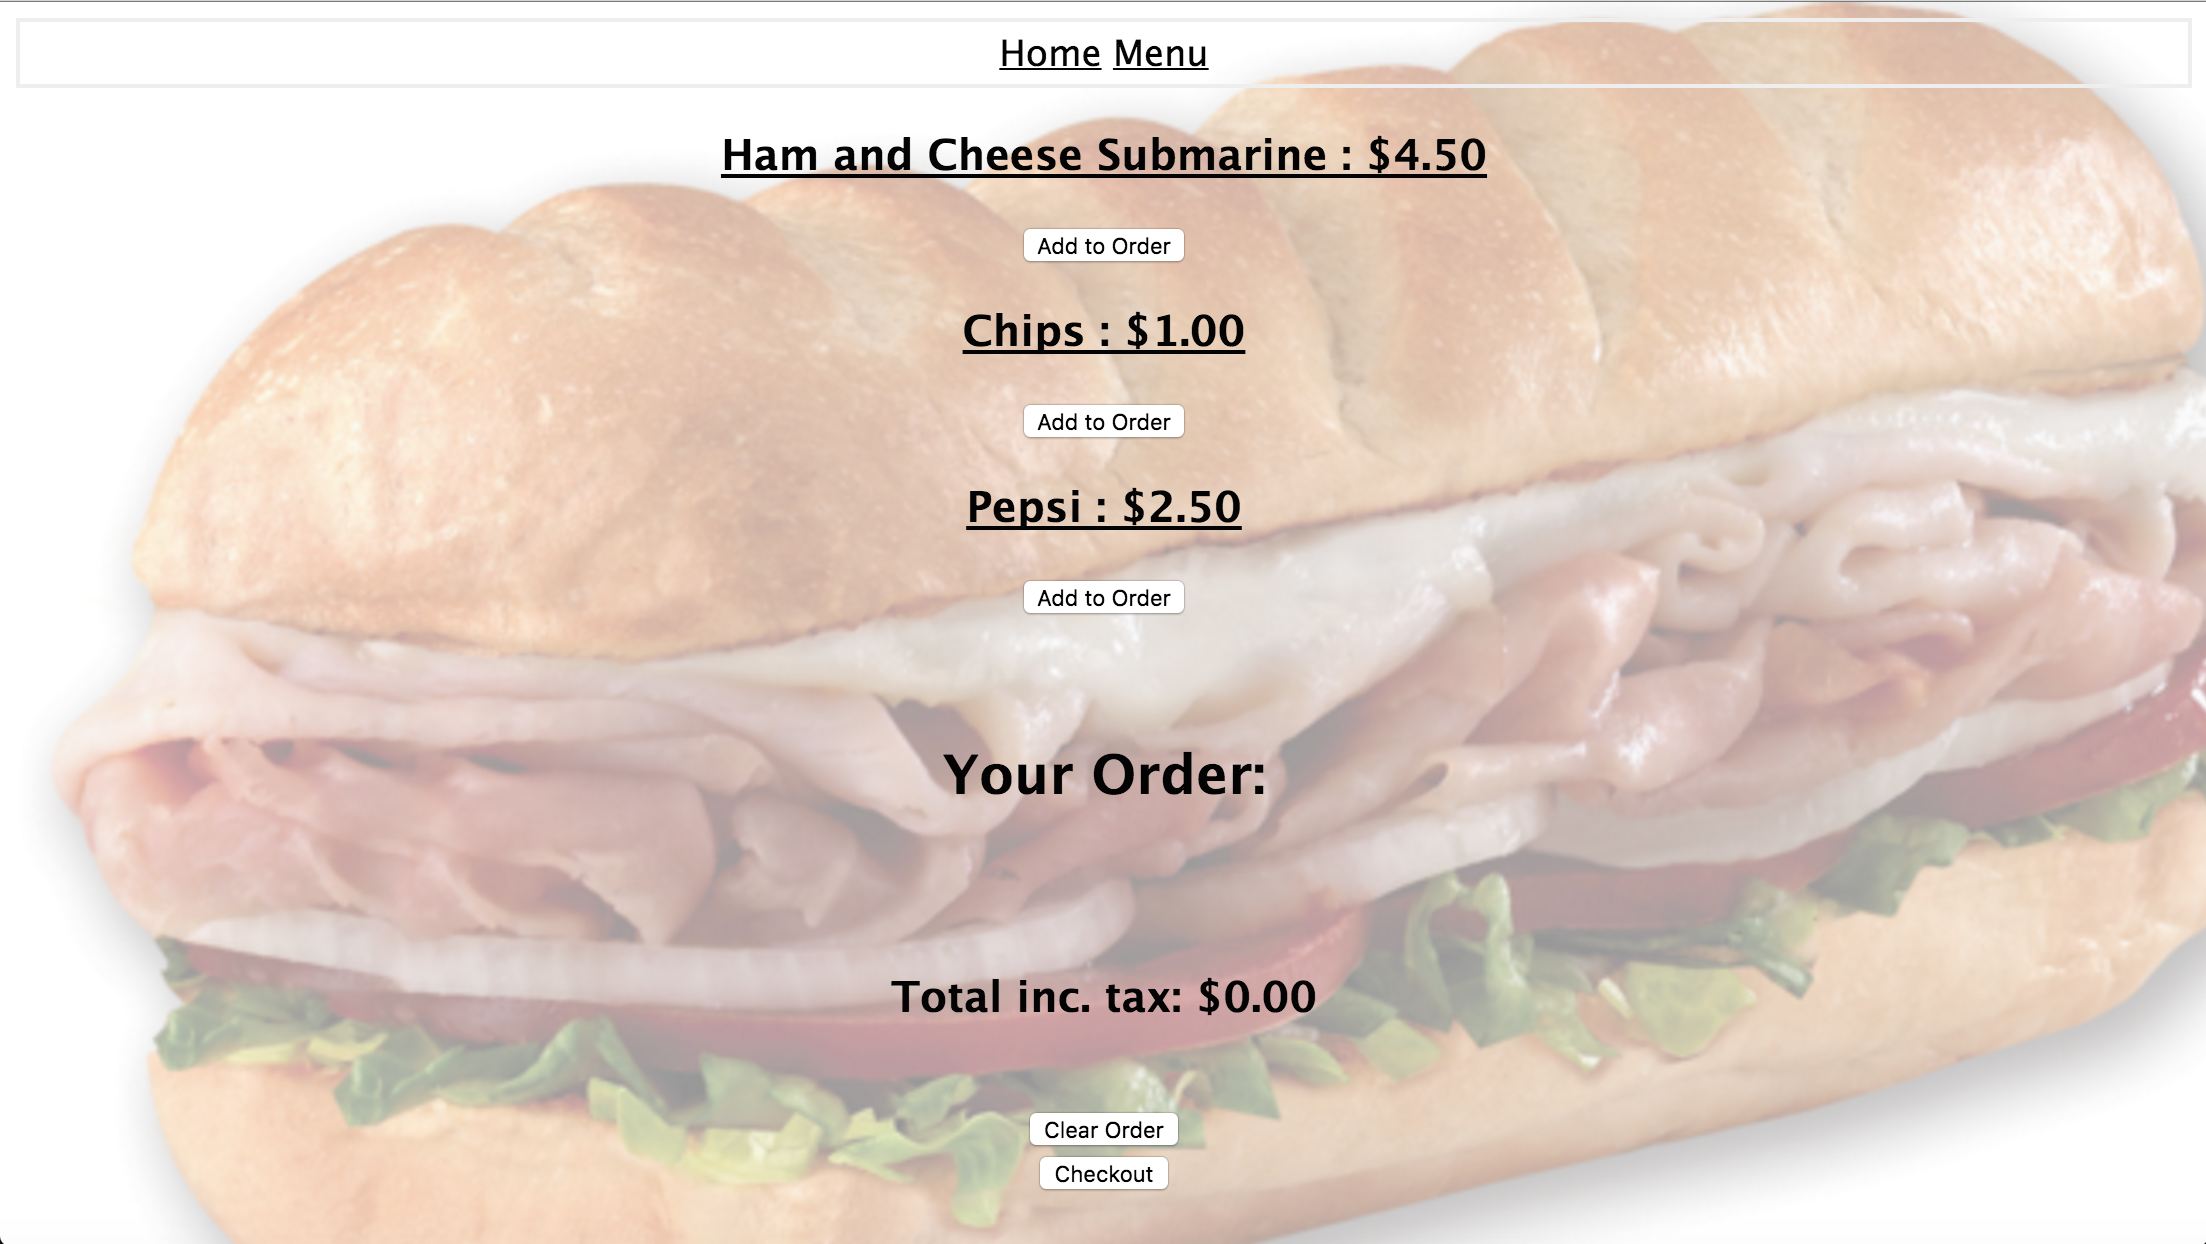 Home Menu
Ham and Cheese Submarine : $4.50
Add to Order
Chips : $1.00
Add to Order
Pepsi : $2.50
Add to Order
Your Order:
Total inc. tax: $0.00
Clear Order
Checkout